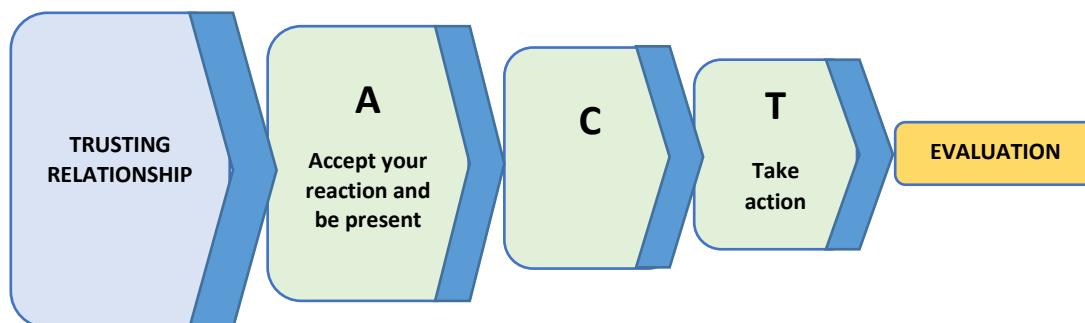 TRUSTING
RELATIONSHIP
A
Accept your
reaction and
be present
C
T
Take
action
EVALUATION